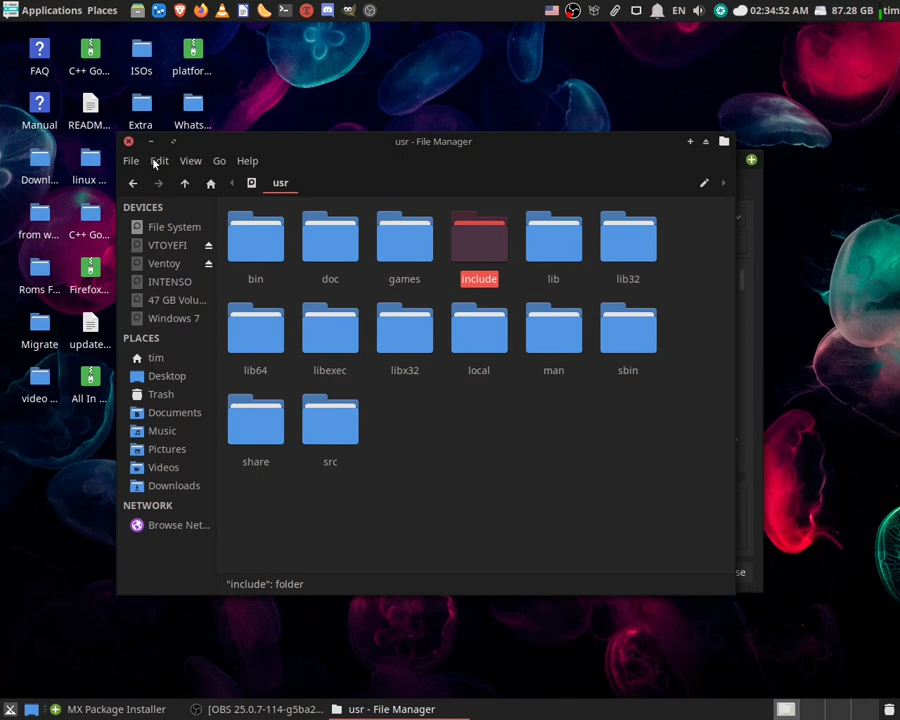 Applications Places
EN
02:34:52 AM
87.28 GB
tim
FAQ
C++ Go...
ISOs
platfor...
Manual
READM...
Extra
Whats...
Downl...
linux ...
from w...
C++ Go...
Roms F...
Firefox...
Migrate
update...
video ...
All In ...
usr - File Manager
File Edit View Go Help
usr
DEVICES
File System
VTOYEFI
Ventoy
INTENSO
47 GB Volu...
Windows 7
PLACES
tim
Desktop
Trash
Documents
Music
Pictures
Videos
Downloads
NETWORK
Browse Net...
bin
doc
games
include
lib
lib32
lib64
libexec
libx32
local
man
sbin
share
src
"include": folder
se
MX Package Installer
[OBS 25.0.7-114-g5ba2...
usr - File Manager